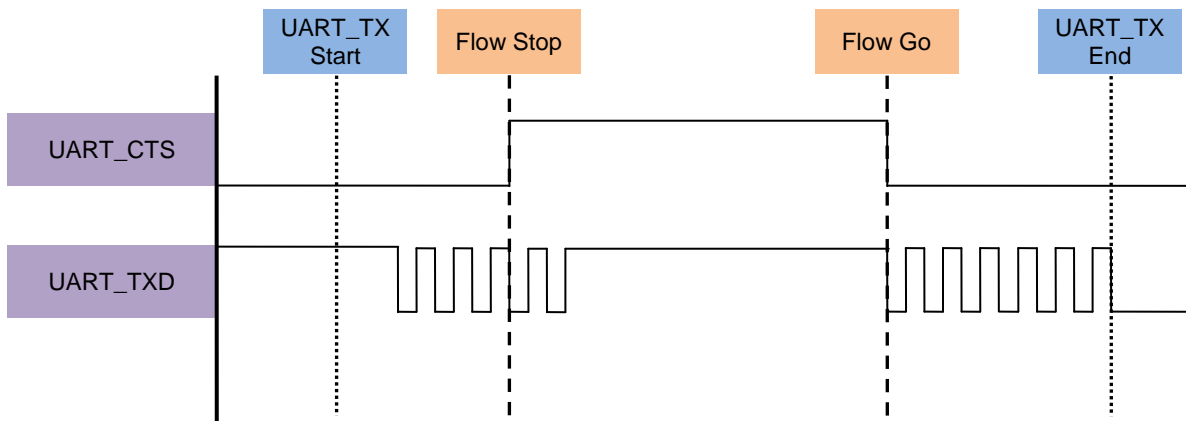 UART_TX
Start
Flow Stop
Flow Go
UART_TX
End
UART_CTS
UART_TXD